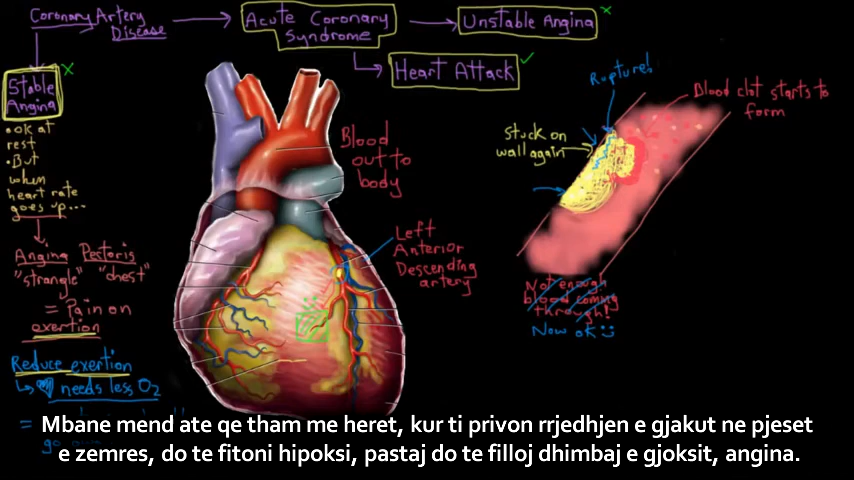 Coronary Artery
Disease
Acute Coronary
Syndrome
Unstable Angina
Heart Attack
Stable
Angina
• ok at
rest
• But
when
heart rate
goes up...
Angina Pectoris
"strangle" "chest"
= Pain on
exertion
Reduce exertion
needs less O2
Blood
out to
body
Left
Anterior
Descending
artery
Rupture!
Stuck on
wall again
Blood clot starts to
form
Not enough
blood coming
through!
Now ok
Mbane mend ate qe tham me heret, kur ti privon rrjedhjen e gjakut ne pjeset
e zemres, do te fitoni hipoksi, pastaj do te filloj dhimbaj e gjoksit, angina.